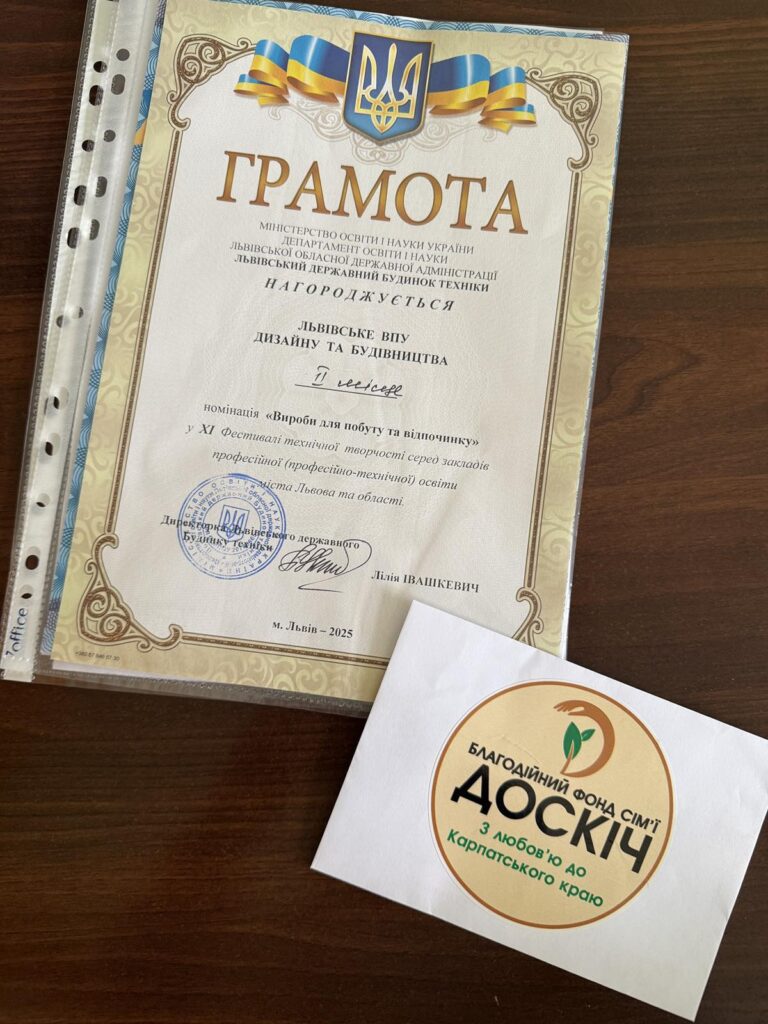 ГРАМОТА
МІНІСТЕРСТВО ОСВІТИ І НАУКИ УКРАЇНИ
ДЕПАРТАМЕНТ ОСВІТИ І НАУКИ
ЛЬВІВСЬКОЇ ОБЛАСНОЇ ДЕРЖАВНОЇ АДМІНІСТРАЦІЇ
ЛЬВІВСЬКИЙ ДЕРЖАВНИЙ БУДИНОК ТЕХНІКИ
НАГОРОДЖУЄТЬСЯ
ЛЬВІВСЬКЕ ВПУ
ДИЗАЙНУ ТА БУДІВНИЦТВА
II місце
номінація «Вироби для побуту та відпочинку»
у XI Фестивалі технічної творчості серед закладів
професійної (професійно-технічної) освіти
міста Львова та області.
Директорка Львівського державного
Будинку техніки
Лілія ІВАШКЕВИЧ
м. Львів – 2025
office
БЛАГОДІЙНИЙ ФОНД СІМ'Ї
ДОСКІЧ
З любов'ю до
Карпатського краю